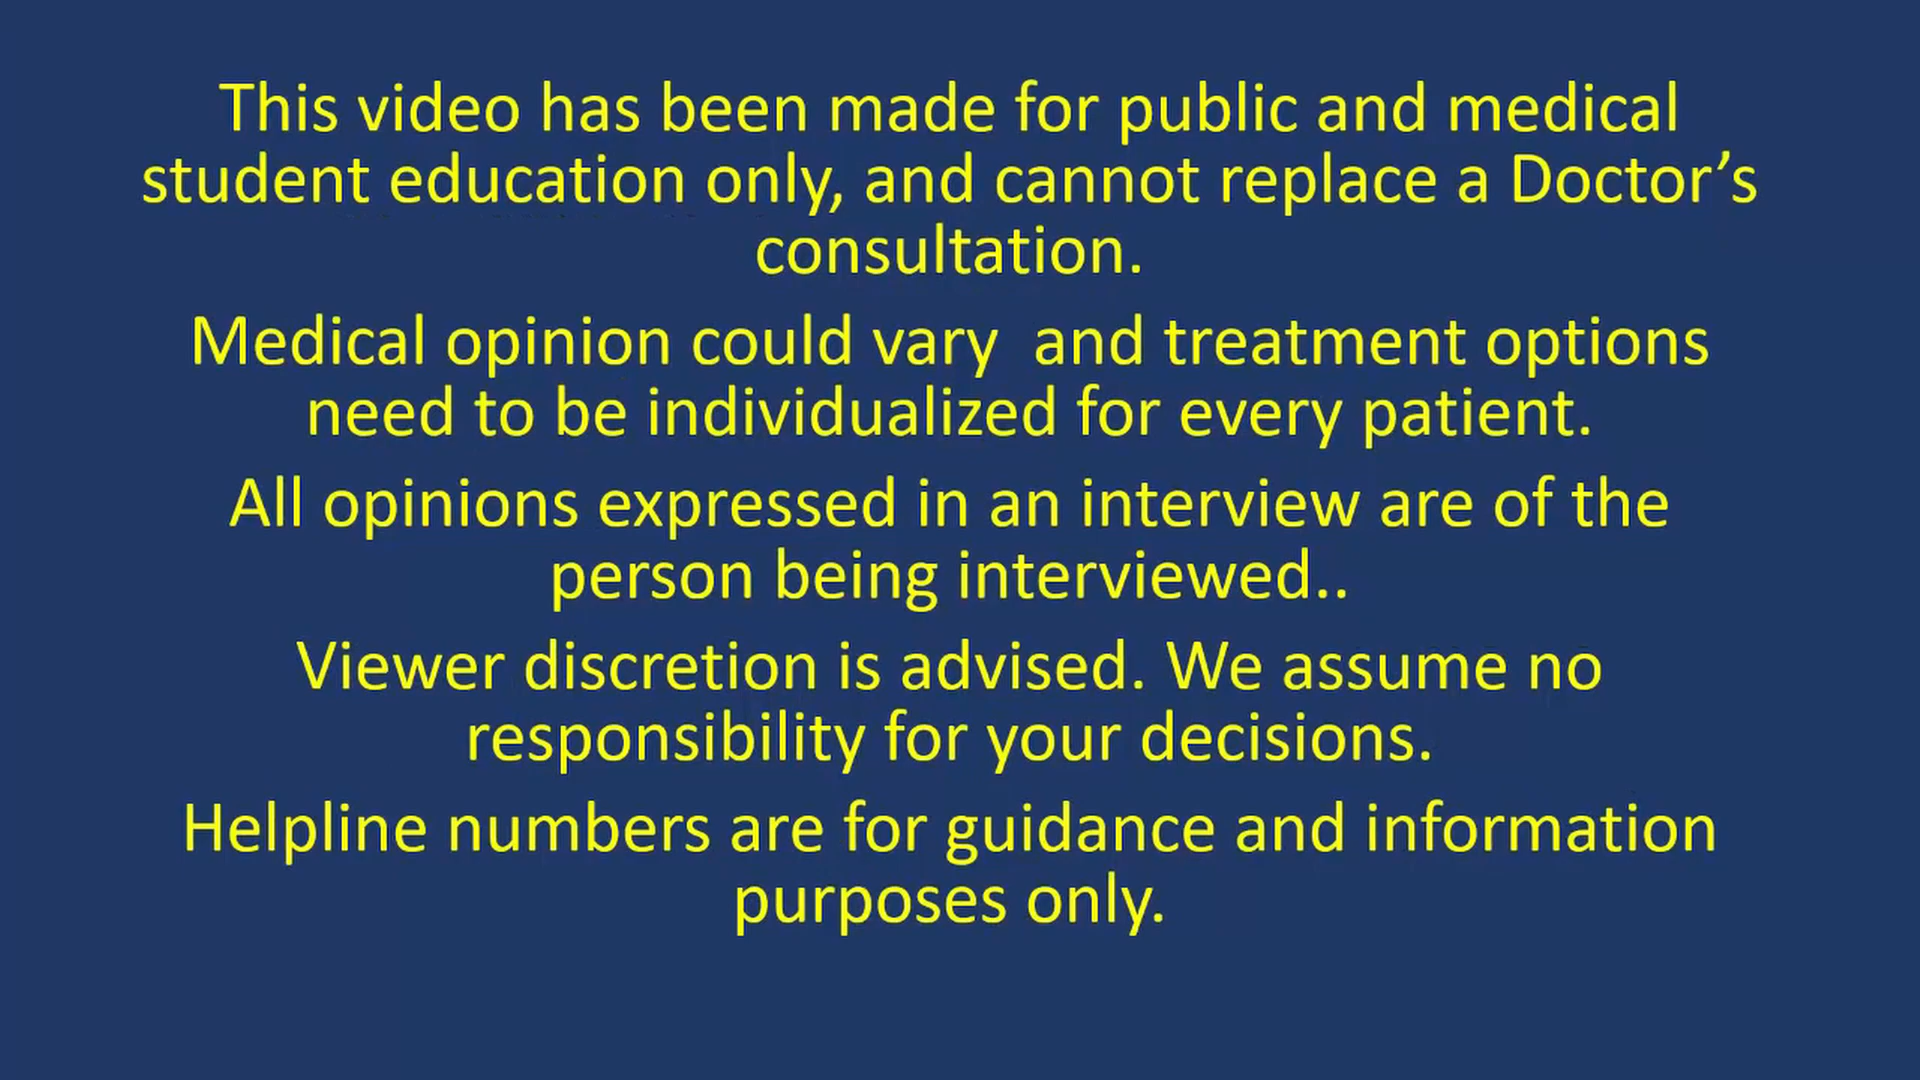 This video has been made for public and medical
student education only, and cannot replace a Doctor’s
consultation.
Medical opinion could vary  and treatment options
need to be individualized for every patient.
All opinions expressed in an interview are of the
person being interviewed..
Viewer discretion is advised. We assume no
responsibility for your decisions.
Helpline numbers are for guidance and information
purposes only.